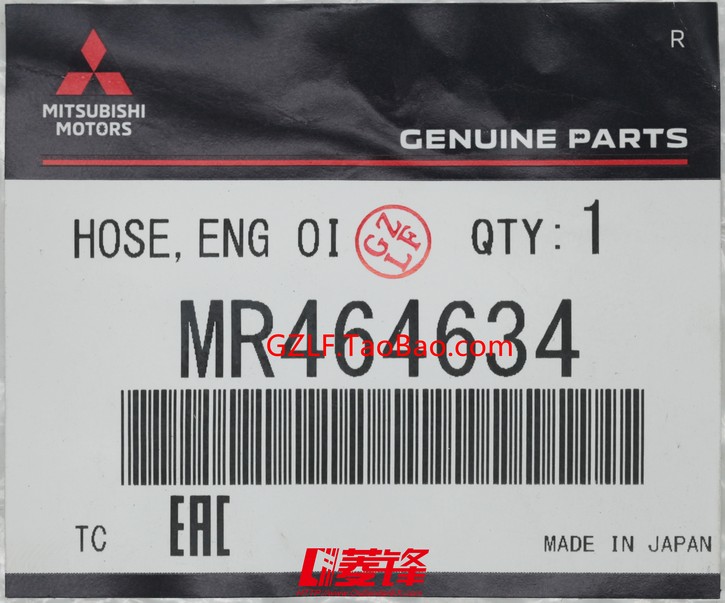 R
MITSUBISHI
MOTORS
GENUINE PARTS
HOSE, ENG OI
GZLF
QTY: 1
MR464634
GZLF.TaoBao.com
TC
EAC
MADE IN JAPAN
菱锋